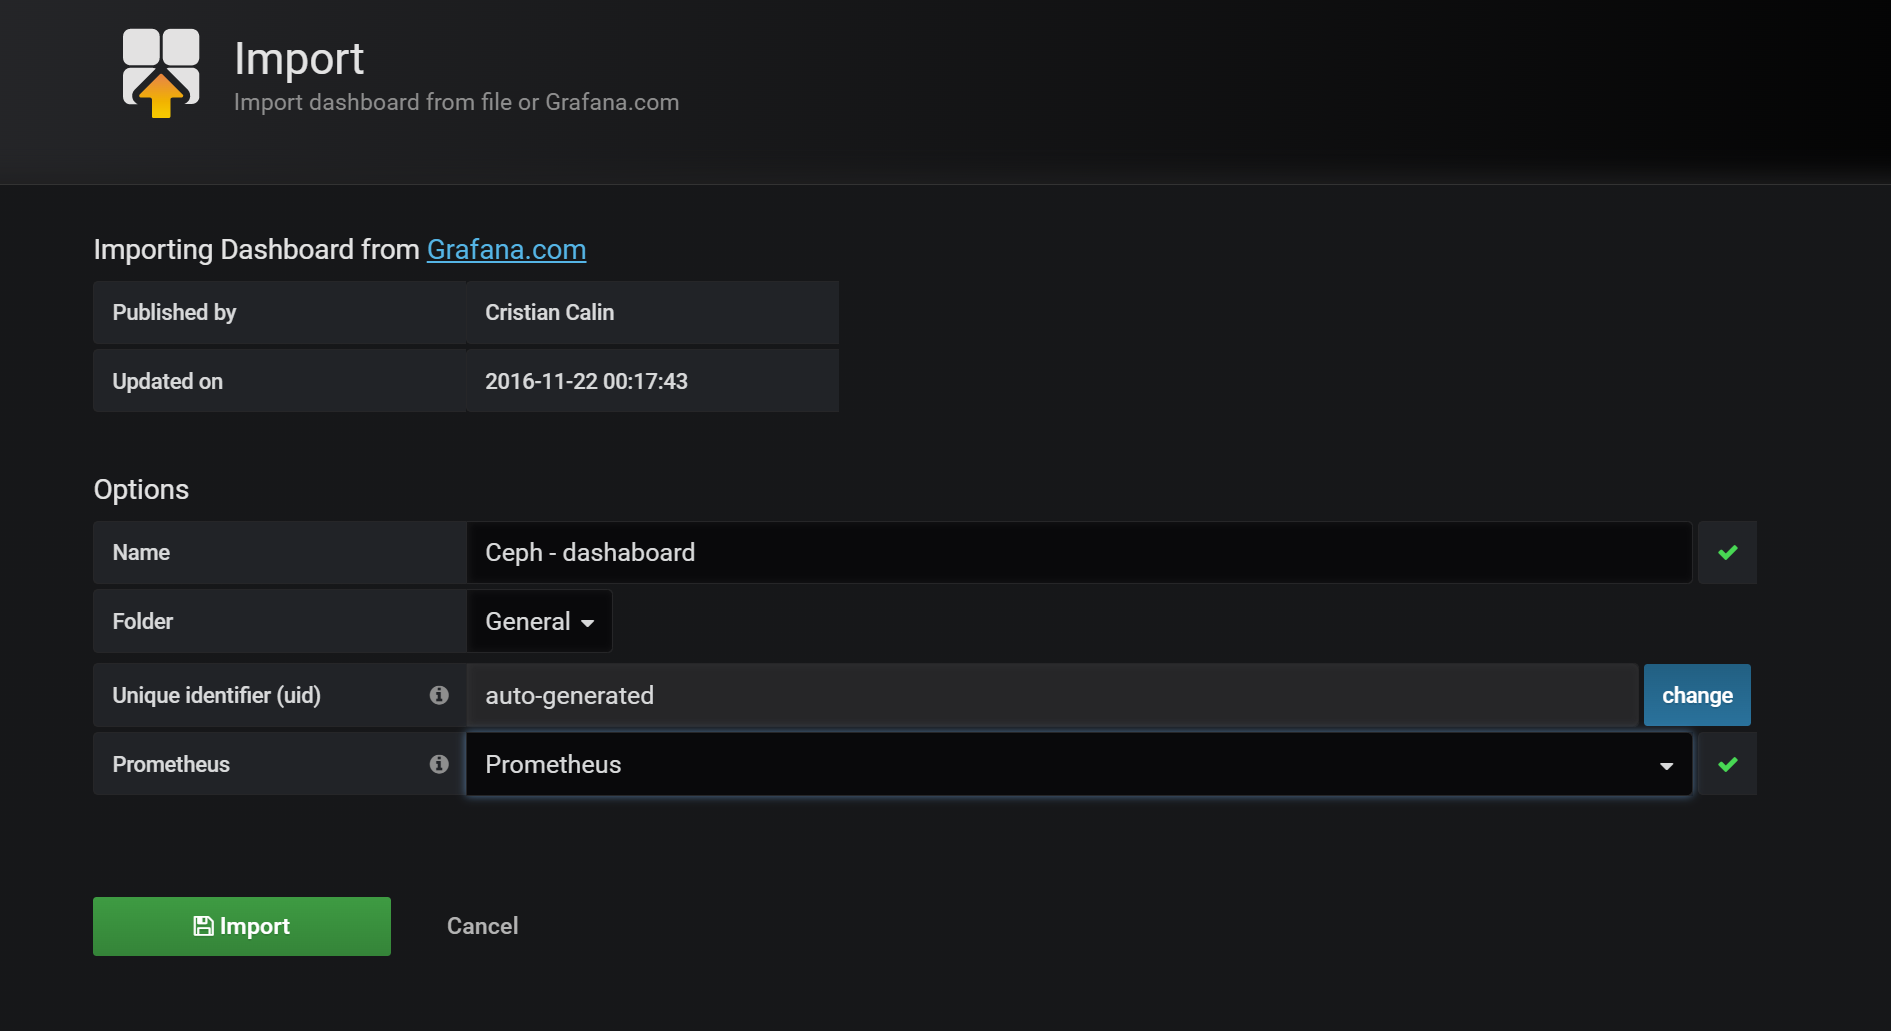 Import
Import dashboard from file or Grafana.com
Importing Dashboard from Grafana.com
Published by Cristian Calin
Updated on 2016-11-22 00:17:43
Options
Name Ceph - dashaboard
Folder General
Unique identifier (uid) auto-generated change
Prometheus Prometheus
Import Cancel